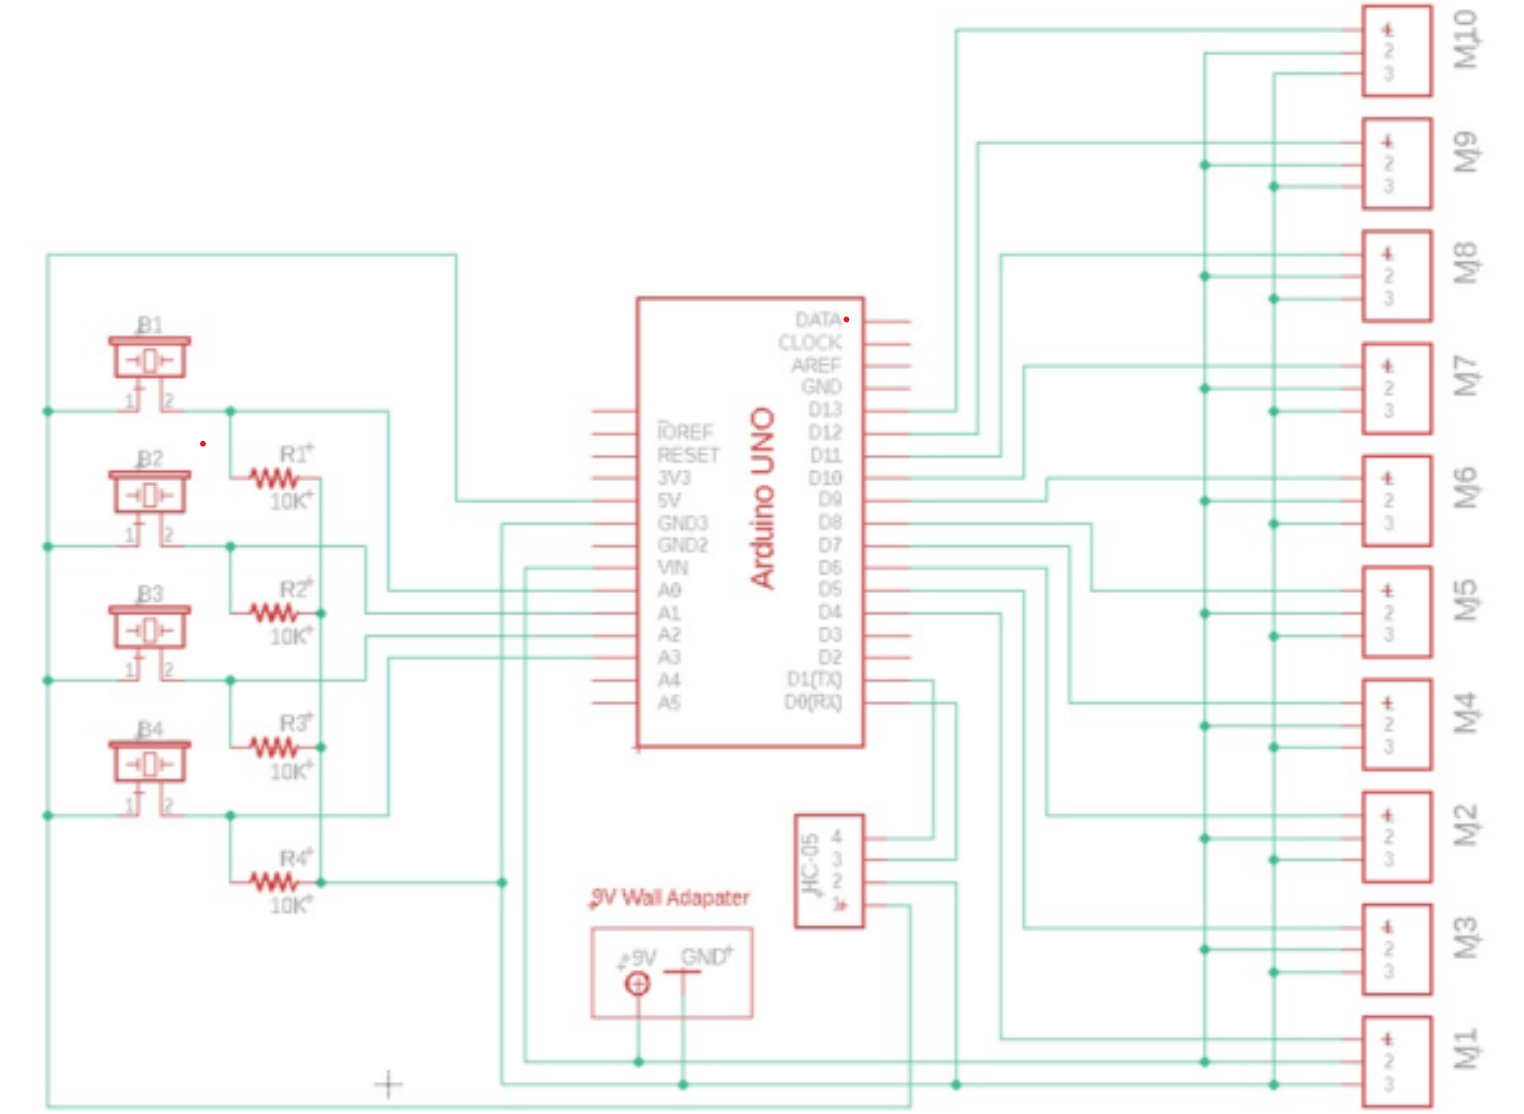 M10
1
2
3
M9
1
2
3
M8
1
2
3
M7
1
2
3
M6
1
2
3
M5
1
2
3
M4
1
2
3
M2
1
2
3
M3
1
2
3
M1
1
2
3
B1
1 2
R1
10K
B2
1 2
R2
10K
B3
1 2
R3
10K
B4
1 2
R4
10K
Arduino UNO
IOREF
RESET
3V3
5V
GND3
GND2
VIN
A0
A1
A2
A3
A4
A5
DATA
CLOCK
AREF
GND
D13
D12
D11
D10
D9
D8
D7
D6
D5
D4
D3
D2
D1(TX)
D0(RX)
HC-05
4
3
2
1
9V Wall Adapater
+9V GND